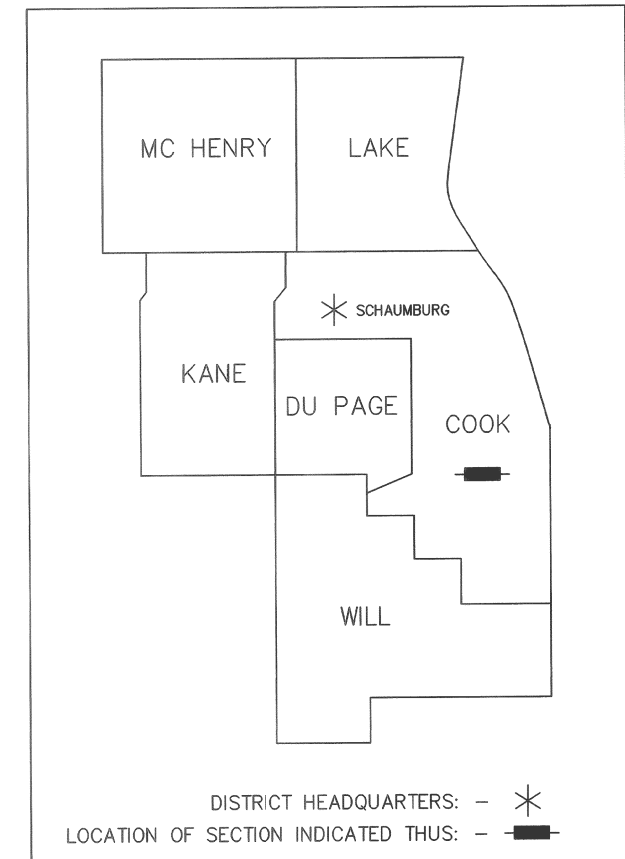 MC HENRY
LAKE
SCHAUMBURG
KANE
DU PAGE
COOK
WILL
DISTRICT HEADQUARTERS: -
LOCATION OF SECTION INDICATED THUS: -